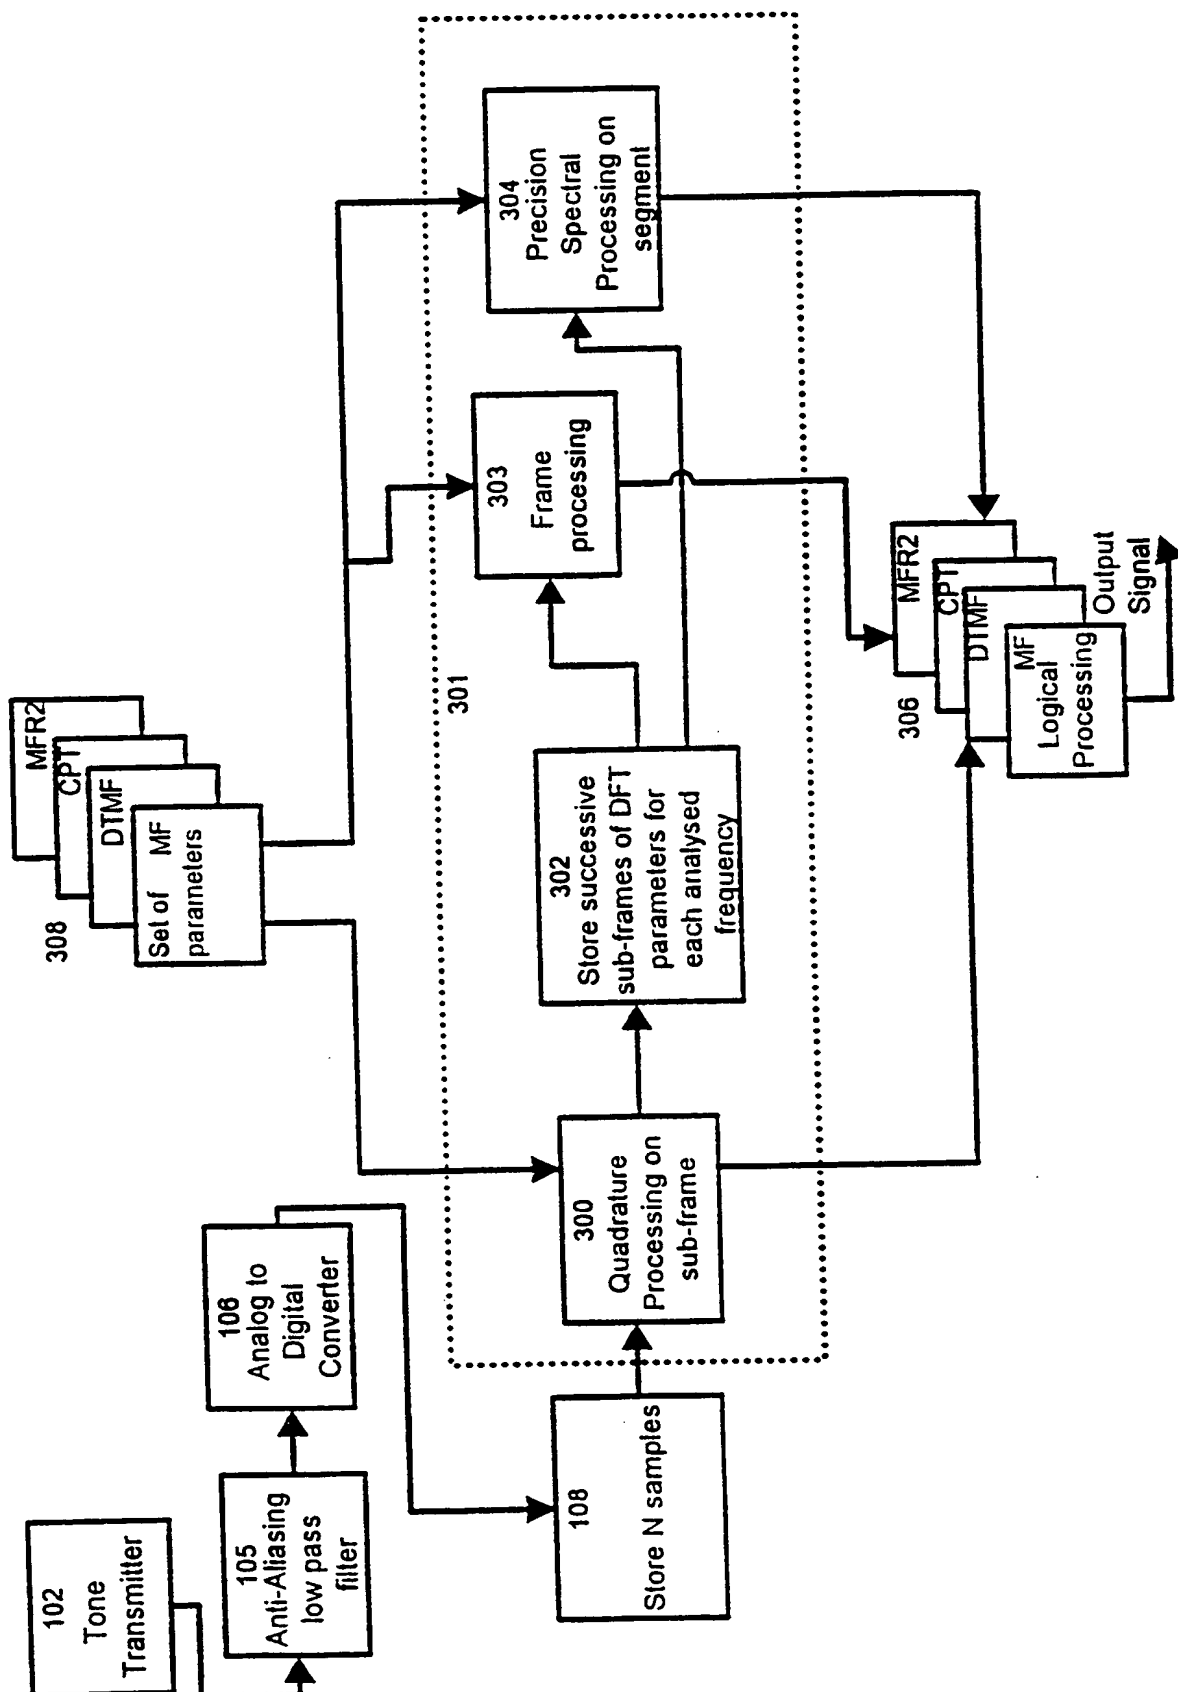 102
Tone
Transmitter
105
Anti-Aliasing
low pass
filter
106
Analog to
Digital
Converter
108
Store N samples
308
MFR2
CPT
DTMF
Set of MF
parameters
301
300
Quadrature
Processing on
sub-frame
302
Store successive
sub-frames of DFT
parameters for
each analysed
frequency
303
Frame
processing
304
Precision
Spectral
Processing on
segment
306
MFR2
CPT
DTMF
MF
Logical
Processing
Output
Signal